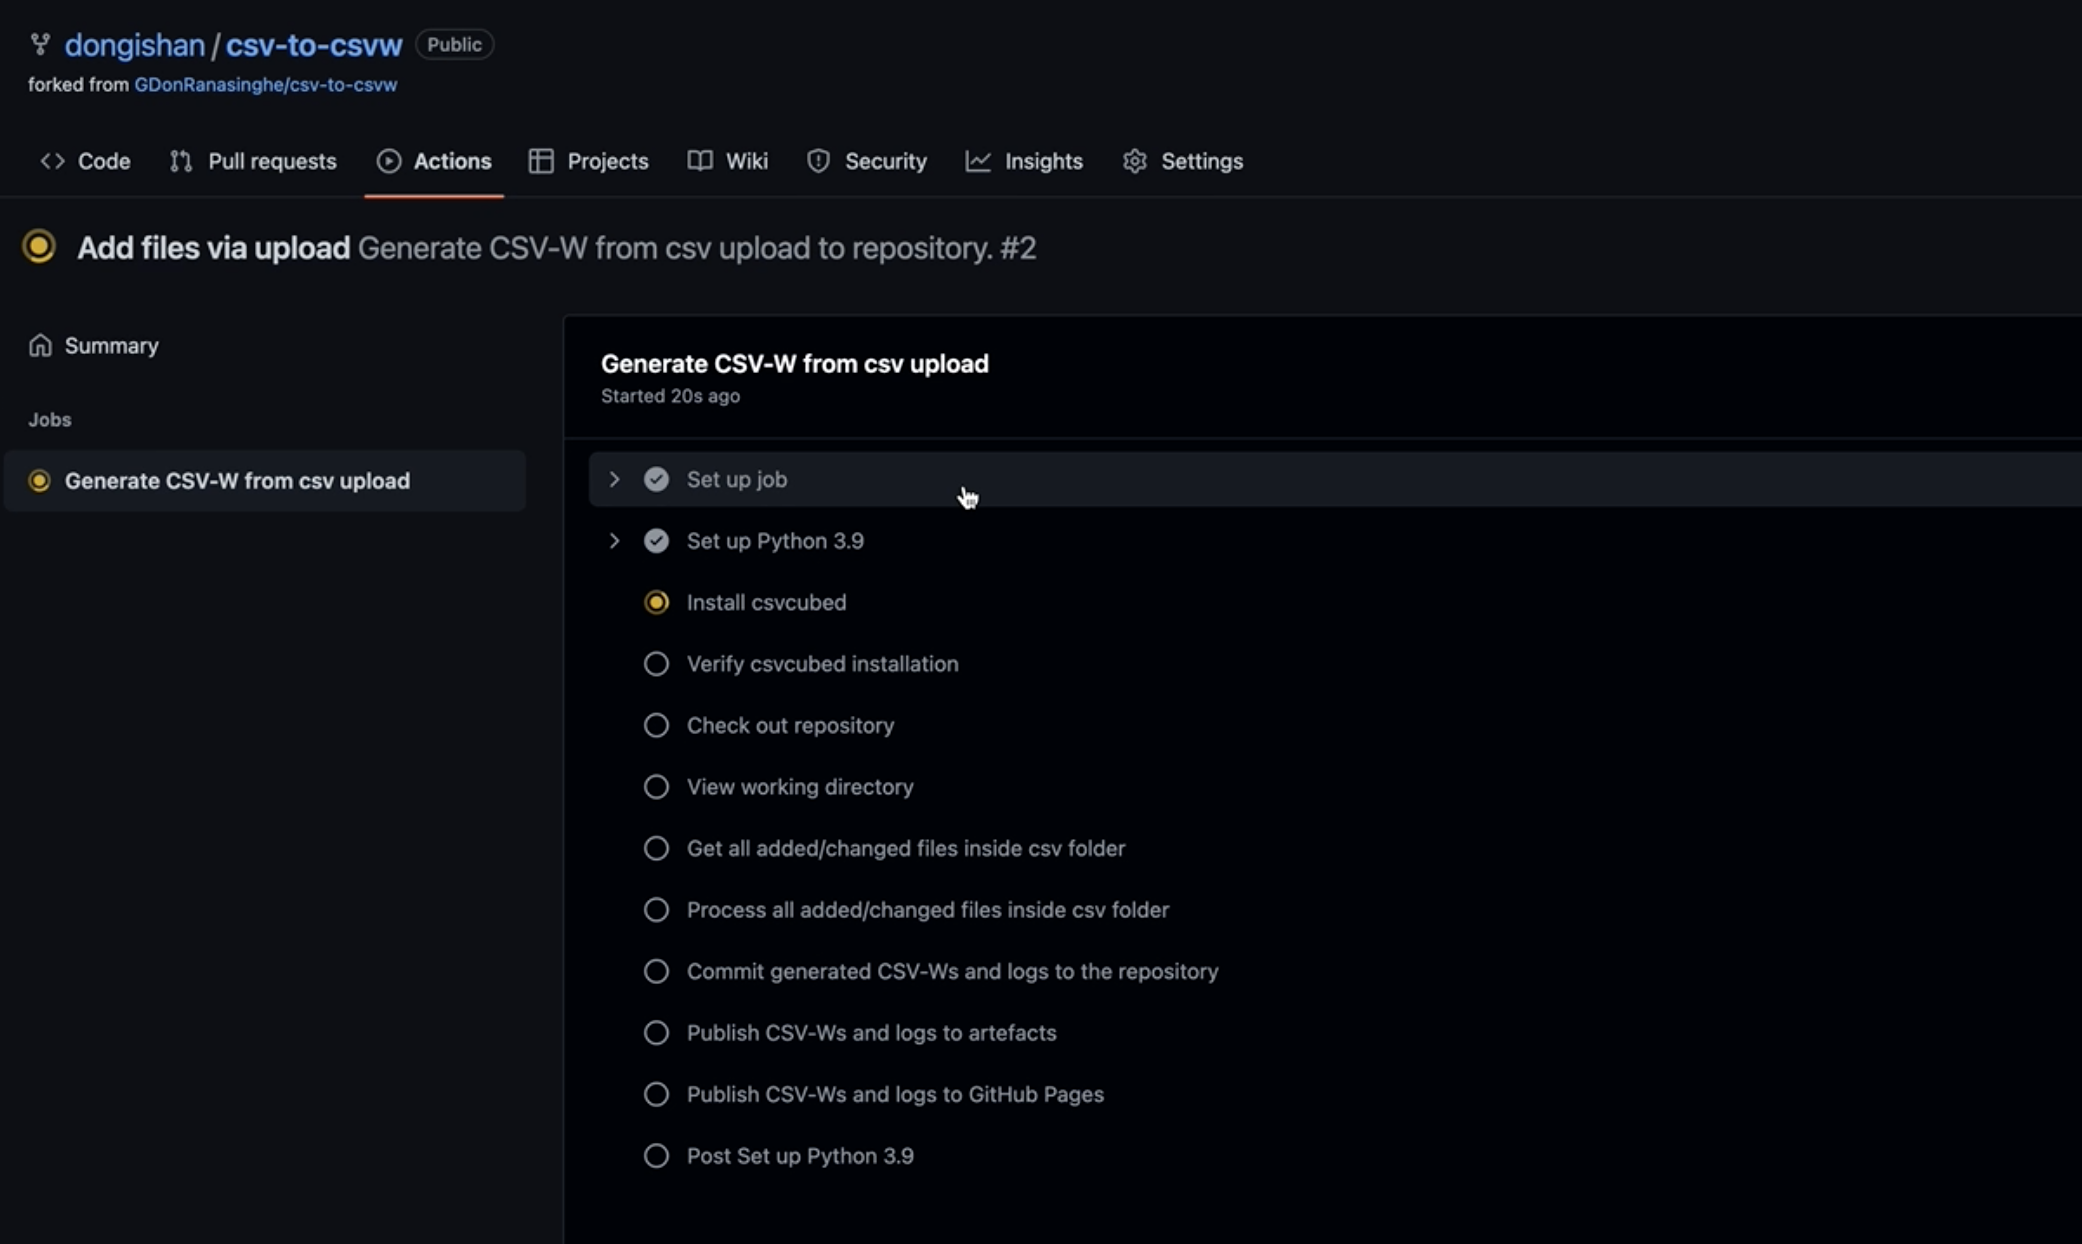 dongishan / csv-to-csvw Public
forked from GDonRanasinghe/csv-to-csvw
Code Pull requests Actions Projects Wiki Security Insights Settings
Add files via upload Generate CSV-W from csv upload to repository. #2
Summary
Jobs
Generate CSV-W from csv upload
Generate CSV-W from csv upload
Started 20s ago
Set up job
Set up Python 3.9
Install csvcubed
Verify csvcubed installation
Check out repository
View working directory
Get all added/changed files inside csv folder
Process all added/changed files inside csv folder
Commit generated CSV-Ws and logs to the repository
Publish CSV-Ws and logs to artefacts
Publish CSV-Ws and logs to GitHub Pages
Post Set up Python 3.9